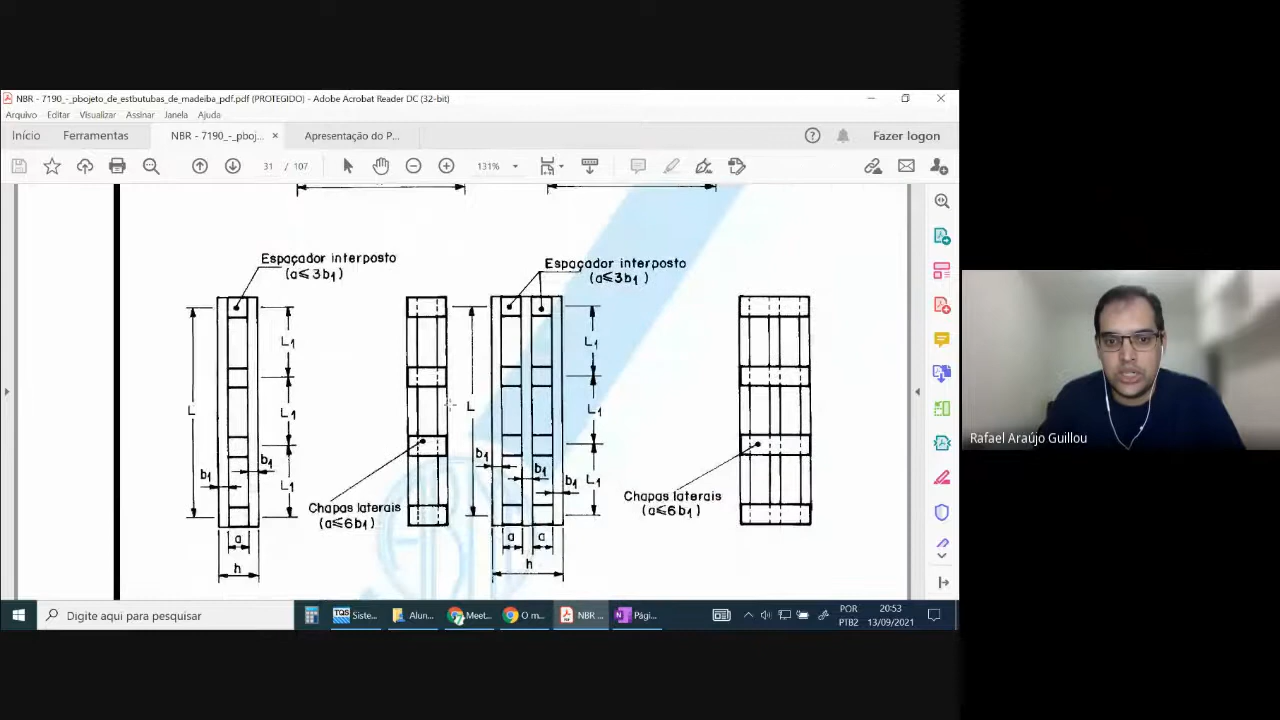 NBR - 7190_-_pbojeto_de_estbutubas_de_madeiba_pdf.pdf (PROTEGIDO) - Adobe Acrobat Reader DC (32-bit)
Arquivo Editar Visualizar Assinar Janela Ajuda
Início Ferramentas NBR - 7190_-_pboj... × Apresentação do P... Fazer logon
31 / 107 131%
Espaçador interposto
(a≤3b1)
Espaçador interposto
(a≤3b1)
L
L1
L1
L1
b1
b1
a
h
Chapas laterais
(a≤6b1)
L
L1
L1
L1
b1
b1
b1
a a
h
Chapas laterais
(a≤6b1)
Rafael Araújo Guillou
Digite aqui para pesquisar
TQS Siste... Alun... Meet... O m... NBR ... Pági...
POR
PTB2
20:53
13/09/2021